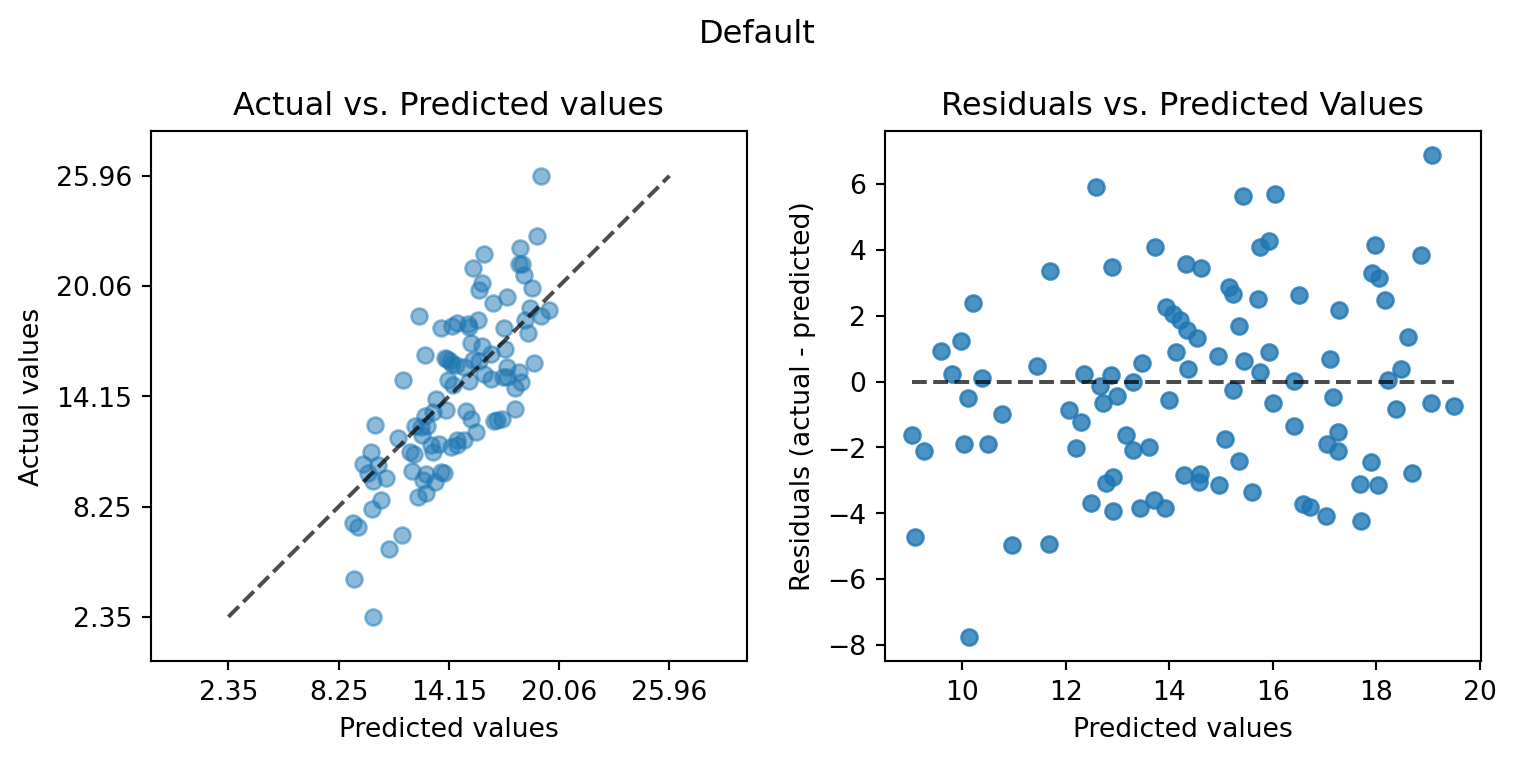 Default
Actual vs. Predicted values
Actual values
25.96
20.06
14.15
8.25
2.35
2.35 8.25 14.15 20.06 25.96
Predicted values
Residuals vs. Predicted Values
Residuals (actual - predicted)
6
4
2
0
−2
−4
−6
−8
10 12 14 16 18 20
Predicted values